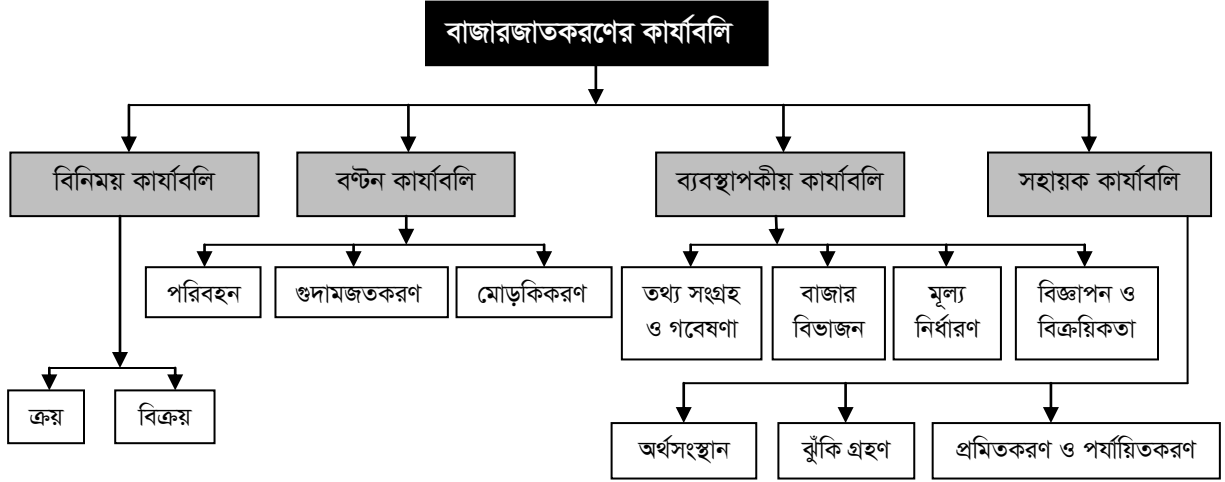 বাজারজাতকরণের কার্যাবলি
বিনিময় কার্যাবলি
বণ্টন কার্যাবলি
ব্যবস্থাপকীয় কার্যাবলি
সহায়ক কার্যাবলি
পরিবহন
গুদামজতকরণ
মোড়কিকরণ
তথ্য সংগ্রহ
ও গবেষণা
বাজার
বিভাজন
মূল্য
নির্ধারণ
বিজ্ঞাপন ও
বিক্রয়িকতা
ক্রয়
বিক্রয়
অর্থসংস্থান
ঝুঁকি গ্রহণ
প্রমিতকরণ ও পর্যায়িতকরণ